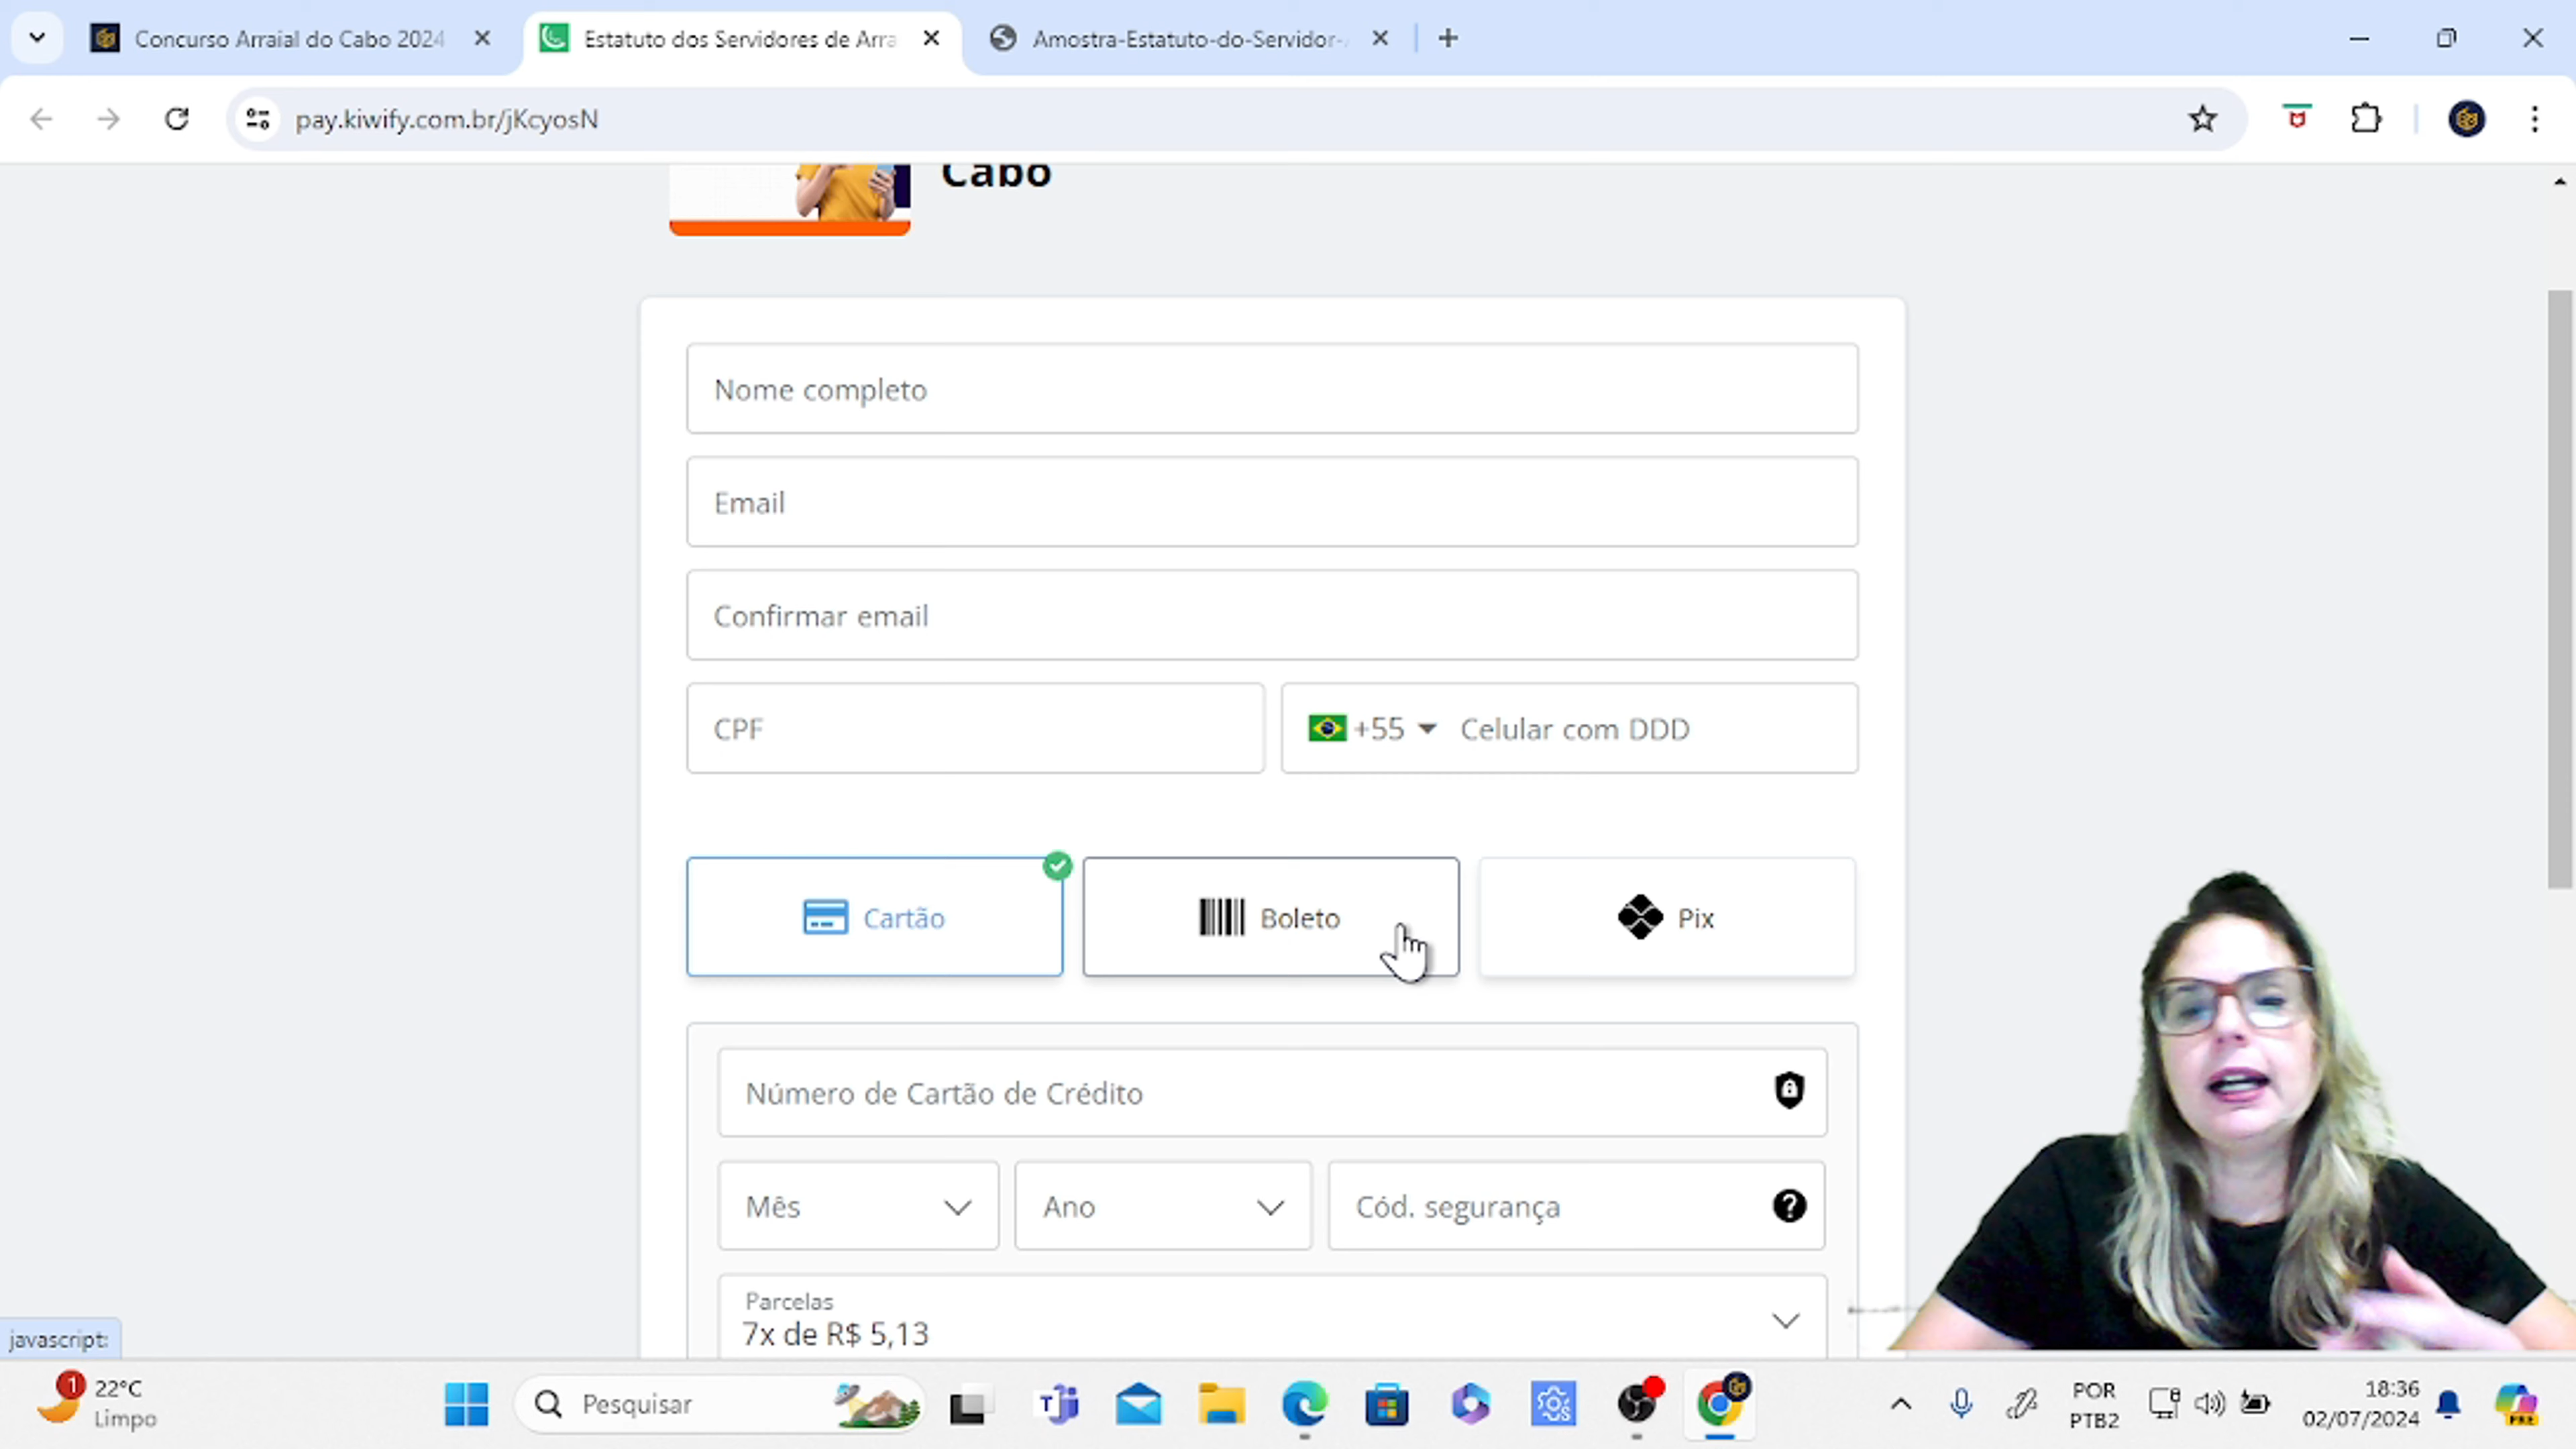 Concurso Arraial do Cabo 2024
Estatuto dos Servidores de Arra
Amostra-Estatuto-do-Servidor-
pay.kiwify.com.br/jKcyosN
Cabo
Nome completo
Email
Confirmar email
CPF
+55
Celular com DDD
Cartão
Boleto
Pix
Número de Cartão de Crédito
Mês
Ano
Cód. segurança
Parcelas
7x de R$ 5,13
javascript:
1
22°C
Limpo
Pesquisar
POR
PTB2
18:36
02/07/2024
PRE